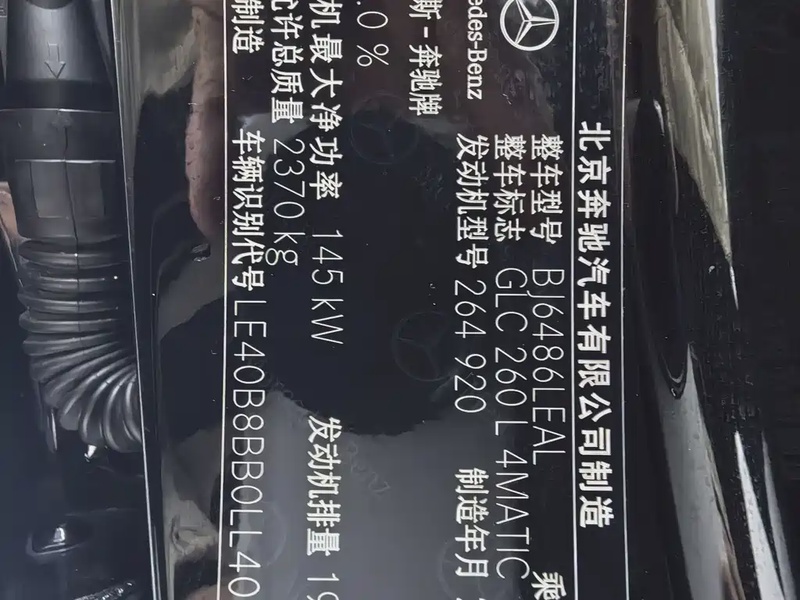 北京奔驰汽车有限公司制造
edes-Benz
斯-奔驰牌
整车型号 BJ6486LEAL 乘
整车标志 GLC 260 L 4MATIC
发动机型号 264 920 制造年月
.0 %
机最大净功率 145 kW 发动机排量 19
允许总质量 2370 kg
制造 车辆识别代号 LE40B8BB0LL40